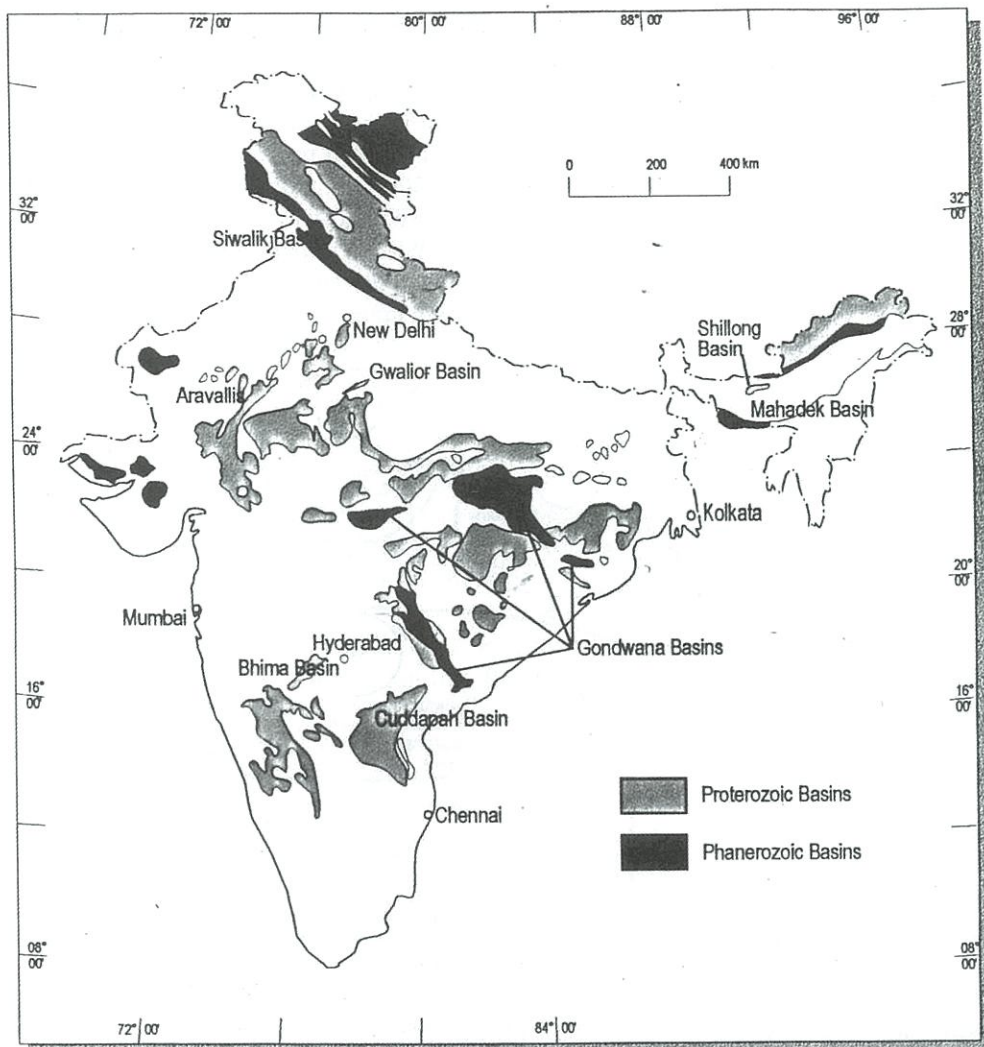 72° 00'
80° 00'
88° 00'
96° 00'
0 200 400 km
32° 00'
32° 00'
Siwalik Bas
New Delhi
28° 00'
Shillong
Basin
Gwalior Basin
Aravallis
Mahadek Basin
24° 00'
Kolkata
20° 00'
Mumbai
Hyderabad
Gondwana Basins
Bhima Basin
16° 00'
16° 00'
Cuddapah Basin
Proterozoic Basins
Chennai
Phanerozoic Basins
08° 00'
08° 00'
72° 00'
84° 00'